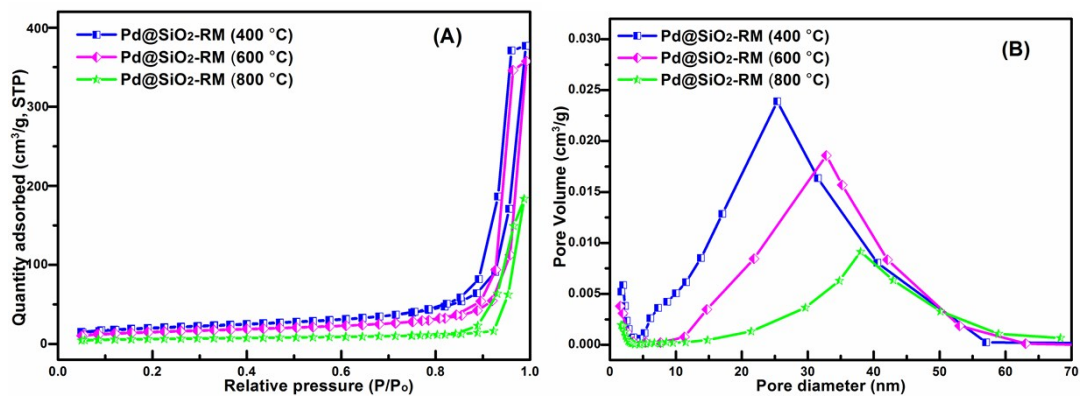 400
300
200
100
0
Quantity adsorbed (cm³/g, STP)
Pd@SiO₂-RM (400 °C)
Pd@SiO₂-RM (600 °C)
Pd@SiO₂-RM (800 °C)
(A)
0.0 0.2 0.4 0.6 0.8 1.0
Relative pressure (P/P₀)
0.030
0.025
0.020
0.015
0.010
0.005
0.000
Pore Volume (cm³/g)
Pd@SiO₂-RM (400 °C)
Pd@SiO₂-RM (600 °C)
Pd@SiO₂-RM (800 °C)
(B)
0 10 20 30 40 50 60 70
Pore diameter (nm)